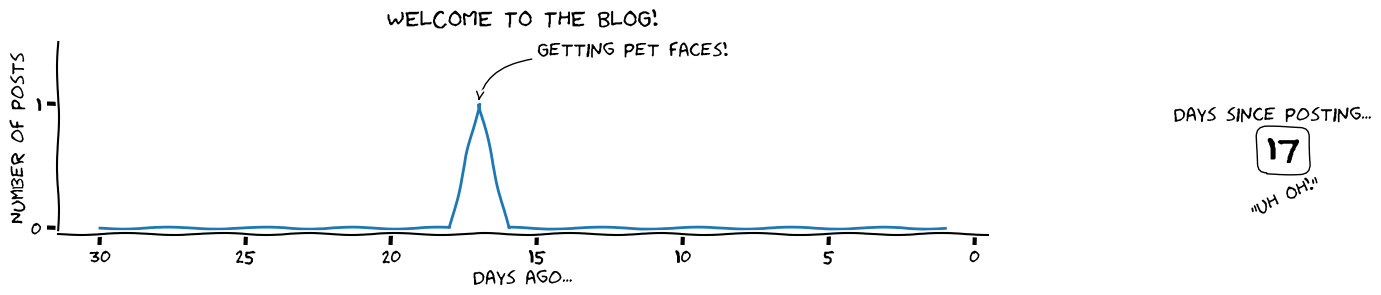 WELCOME TO THE BLOG!
GETTING PET FACES!
NUMBER OF POSTS
1
0
30 25 20 15 10 5 0
DAYS AGO...
DAYS SINCE POSTING...
17
"UH OH!"